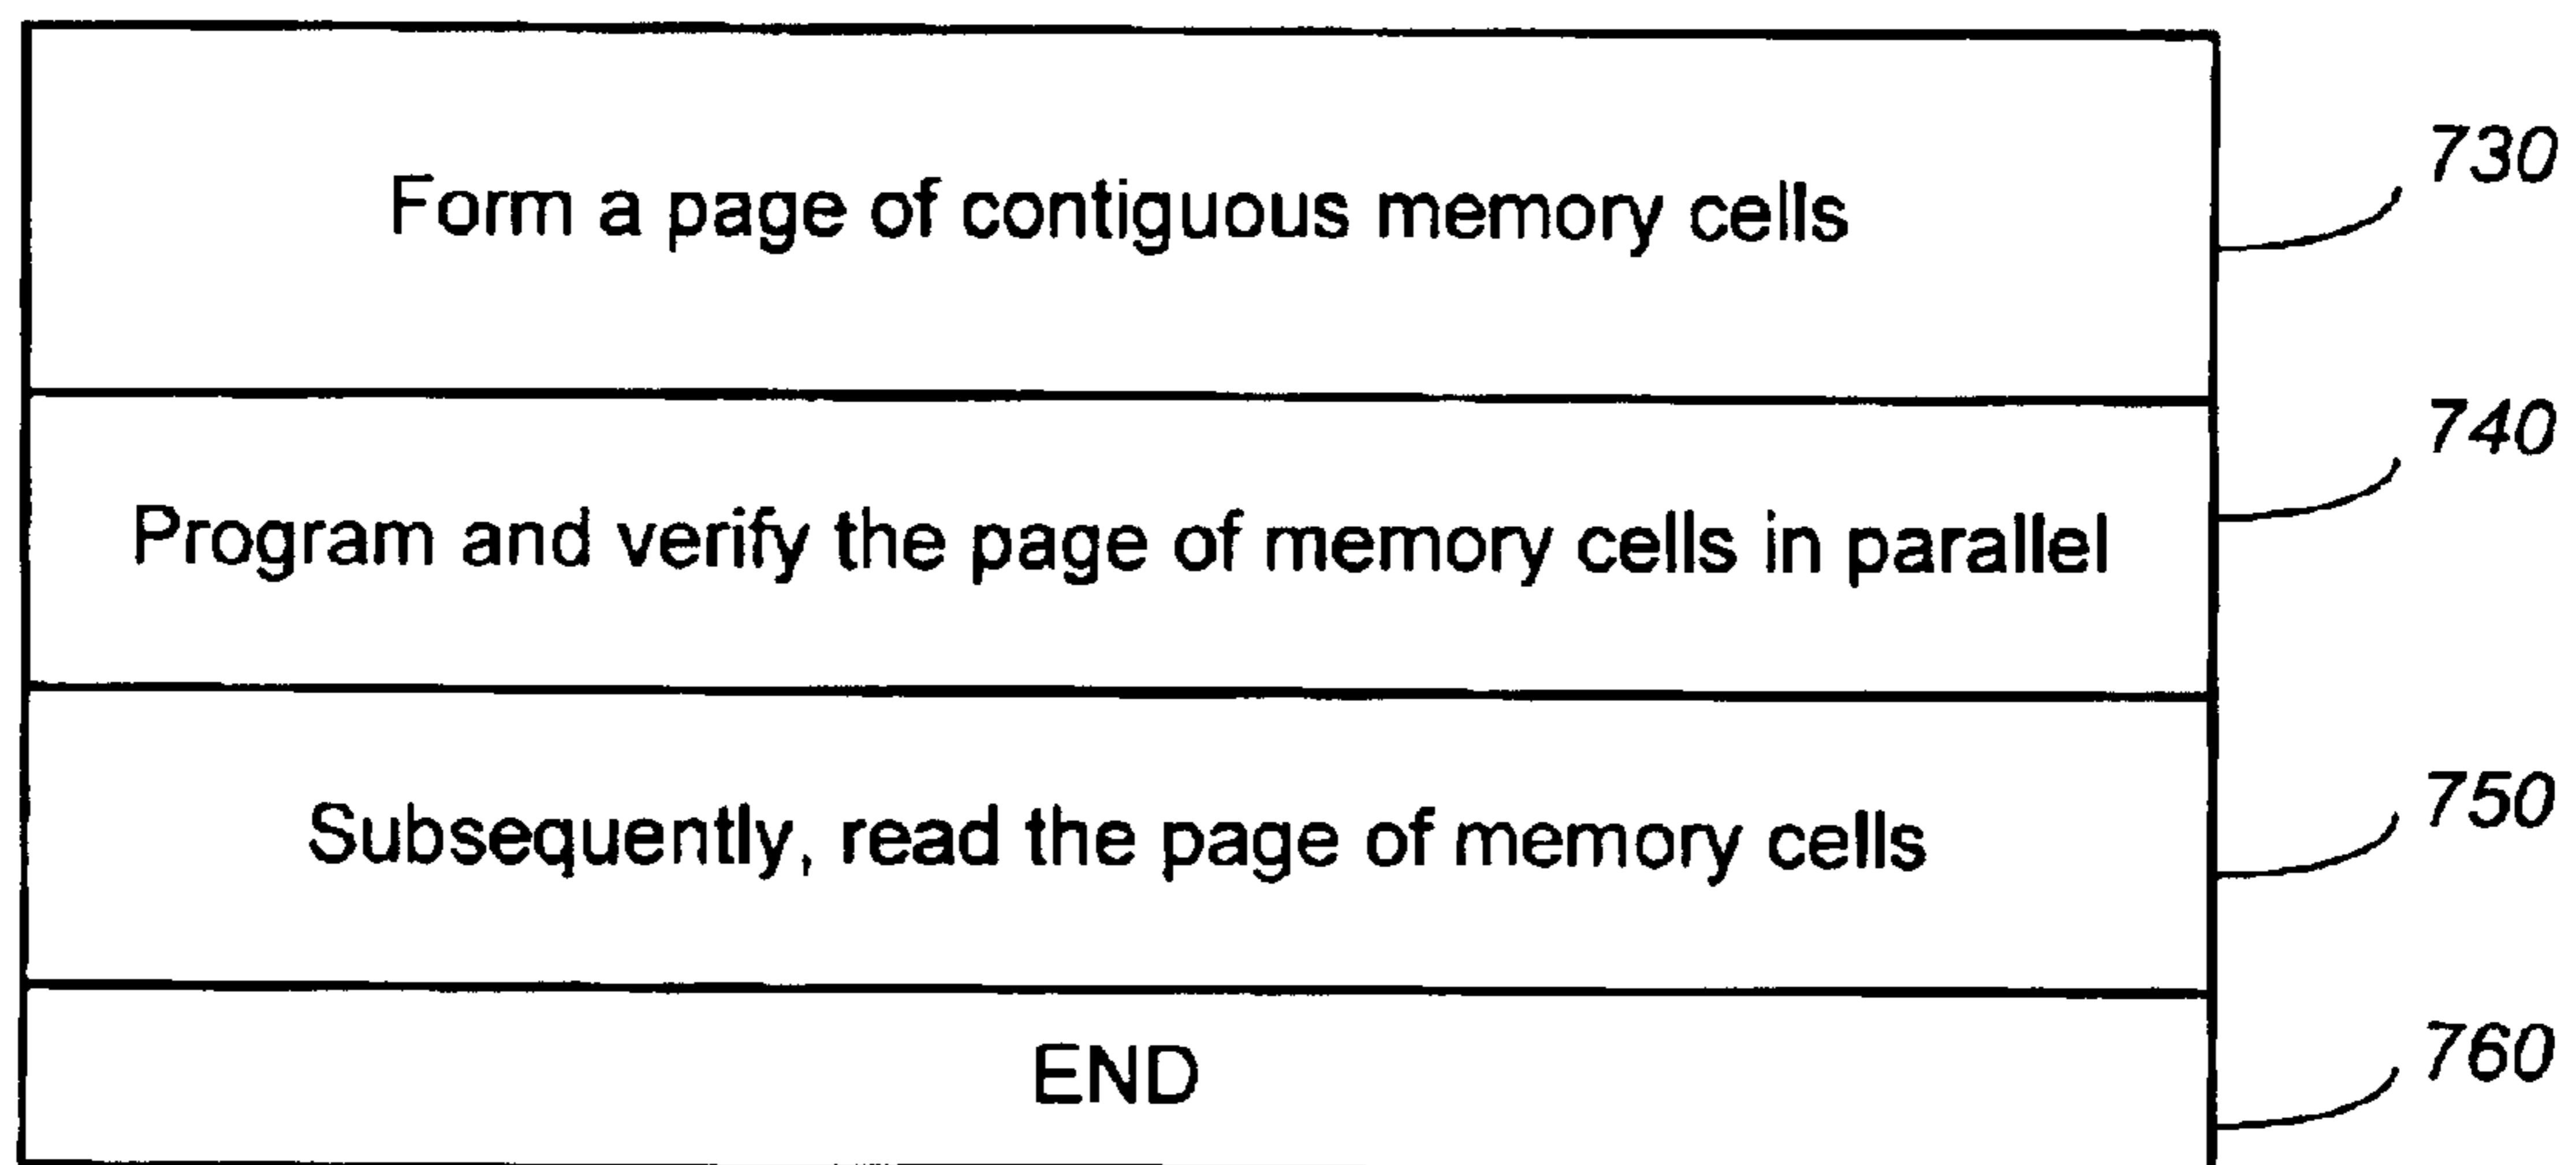 Form a page of contiguous memory cells
730
Program and verify the page of memory cells in parallel
740
Subsequently, read the page of memory cells
750
END
760